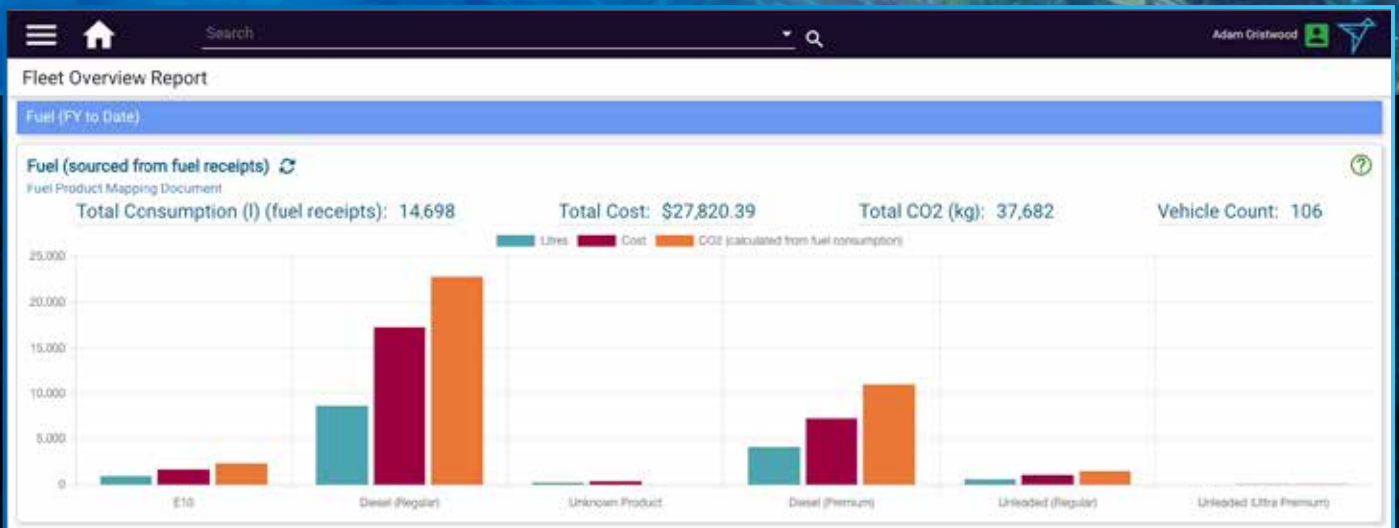 Search
Adam Gristwood
Fleet Overview Report
Fuel (FY to Date)
Fuel (sourced from fuel receipts)
?
Fuel Product Mapping Document
Total Consumption (l) (fuel receipts): 14,698 Total Cost: $27,820.39 Total CO2 (kg): 37,682 Vehicle Count: 106
Litres Cost CO2 (calculated from fuel consumption)
25,000
20,000
15,000
10,000
5,000
0
E10 Diesel (Regular) Unknown Product Diesel (Premium) Unleaded (Regular) Unleaded (Ultra Premium)